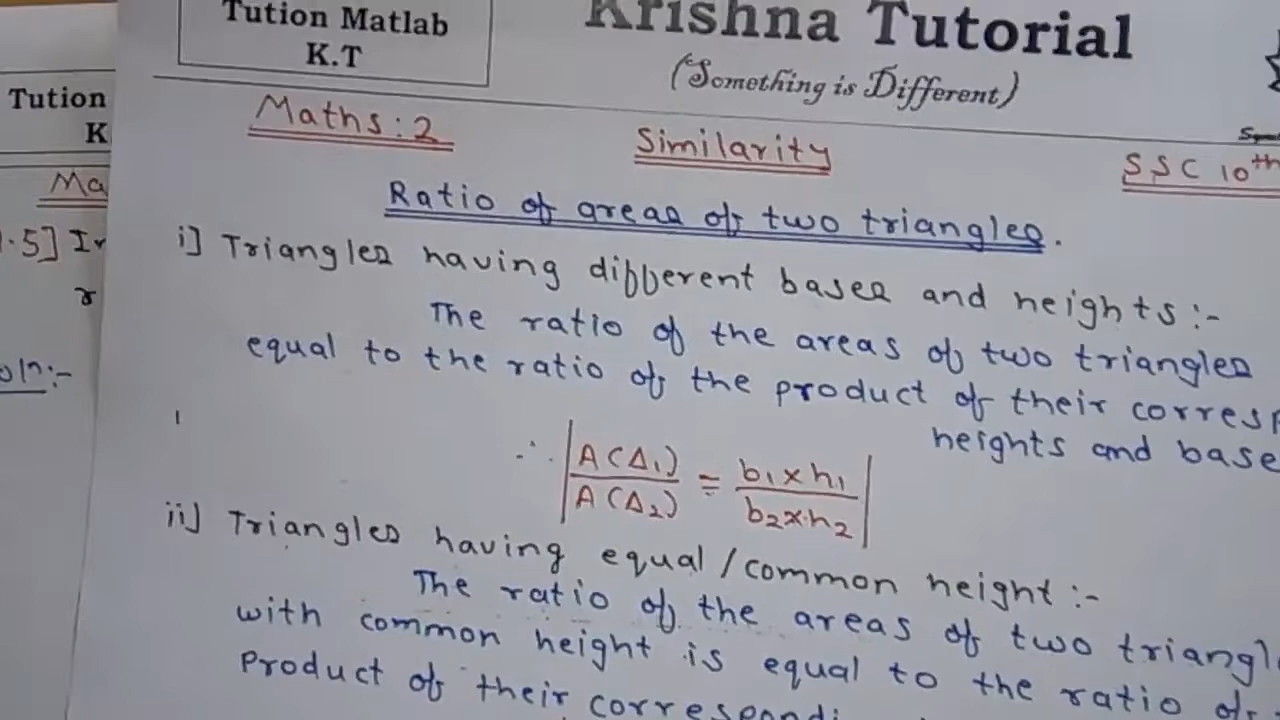 Tution Matlab
K.T
Krishna Tutorial
(Something is Different)
Tution
K
Maths:2
Similarity
SSC 10th
Ma
Ratio of areas of two triangles.
i] Triangles having different bases and heights:-
The ratio of the areas of two triangles
equal to the ratio of the product of their corresp
heights and base
∴ A(Δ₁)/A(Δ₂) = b₁×h₁/b₂×h₂
ii] Triangles having equal/common height:-
The ratio of the areas of two triangl
with common height is equal to the ratio of
Product of their correspondi
.5] In
r
oln:-